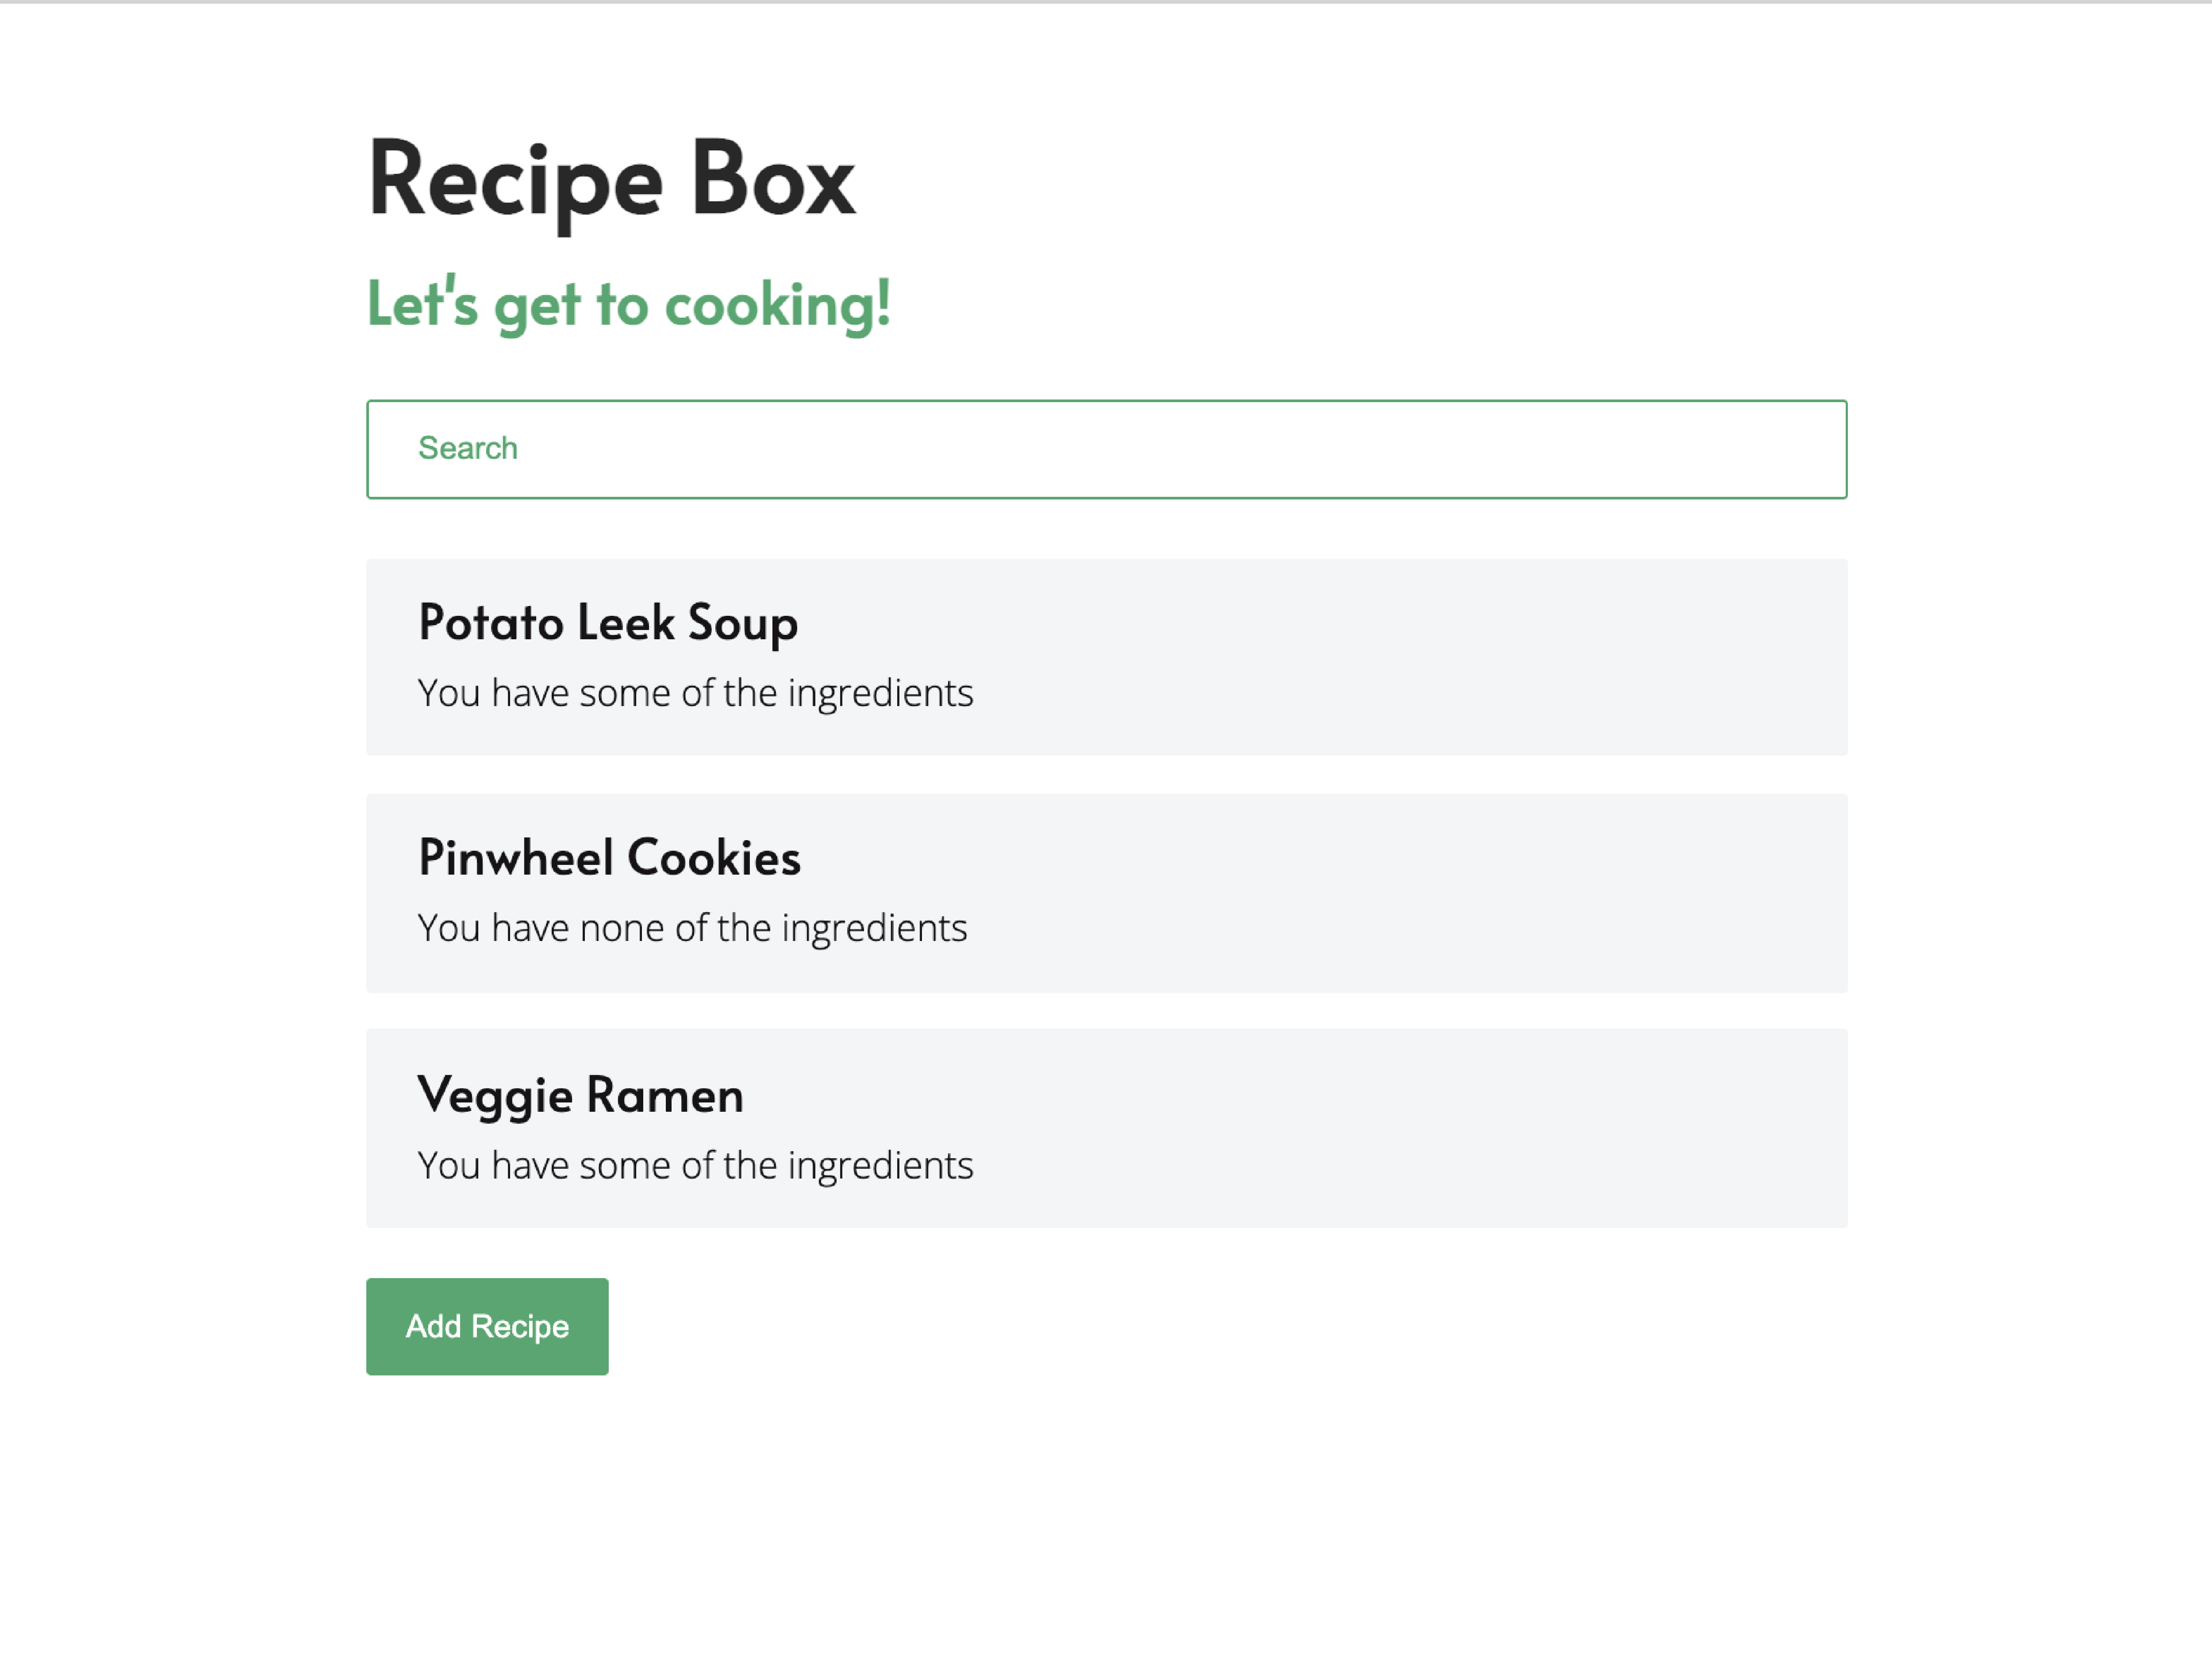 Recipe Box
Let's get to cooking!
Search
Potato Leek Soup
You have some of the ingredients
Pinwheel Cookies
You have none of the ingredients
Veggie Ramen
You have some of the ingredients
Add Recipe